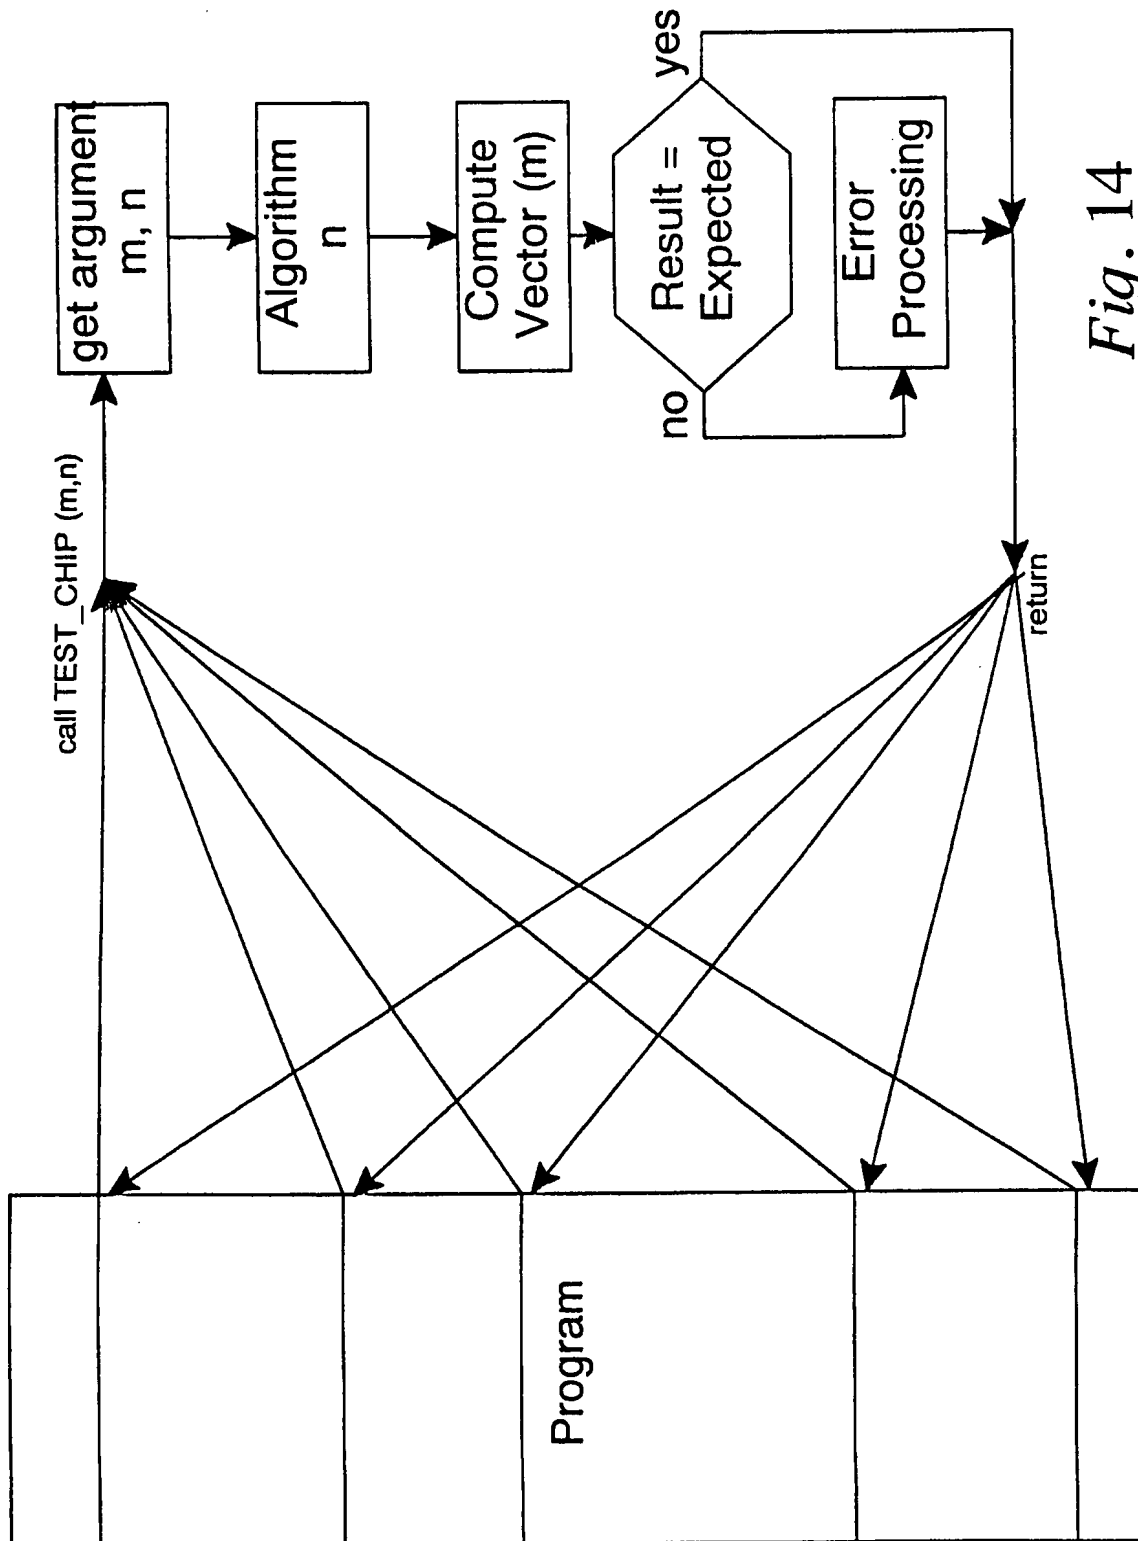 call TEST_CHIP (m,n)
get argument
m, n
Algorithm
n
Compute
Vector (m)
Result =
Expected
yes
no
Error
Processing
return
Program
Fig. 14